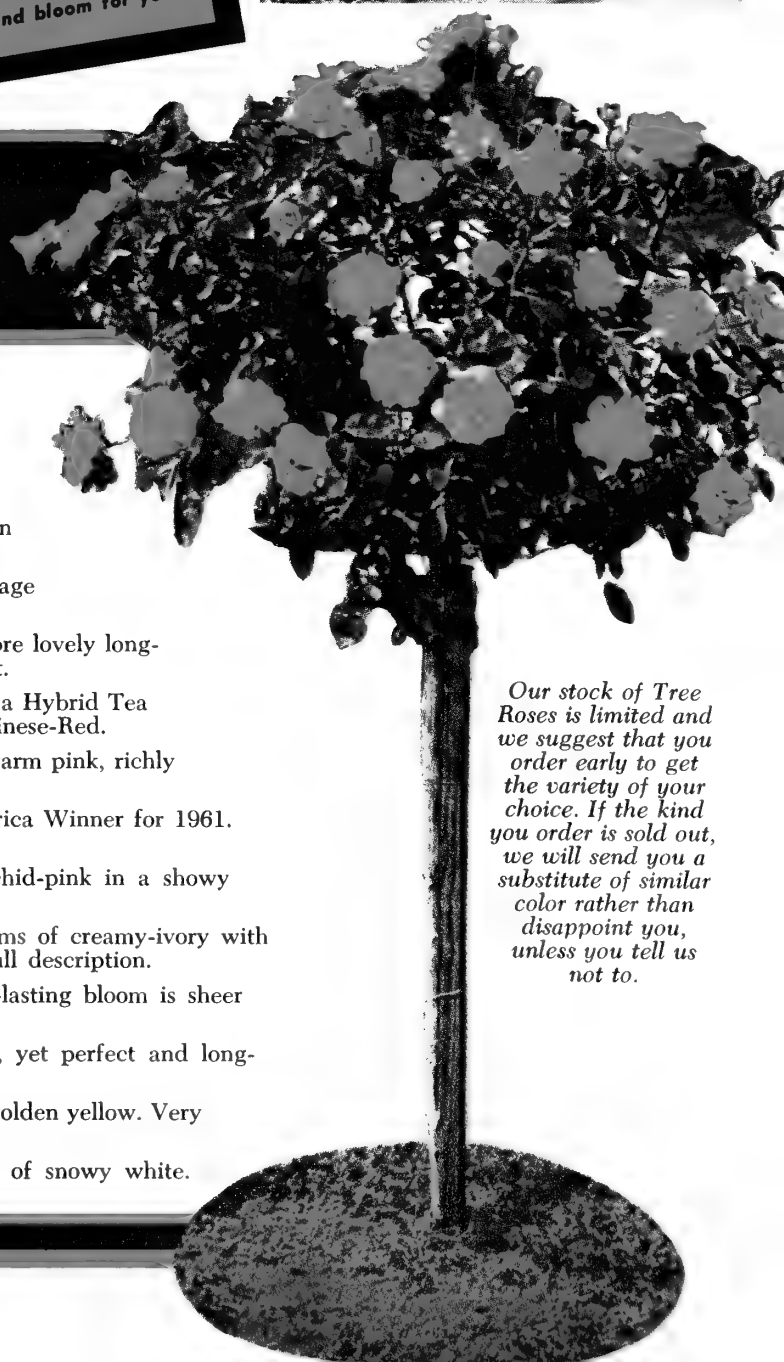 nd bloom for
n
age
ore lovely long-
t.
a Hybrid Tea
inese-Red.
arm pink, richly
rica Winner for 1961.
hid-pink in a showy
ms of creamy-ivory with
ll description.
lasting bloom is sheer
, yet perfect and long-
olden yellow. Very
of snowy white.
Our stock of Tree
Roses is limited and
we suggest that you
order early to get
the variety of your
choice. If the kind
you order is sold out,
we will send you a
substitute of similar
color rather than
disappoint you,
unless you tell us
not to.